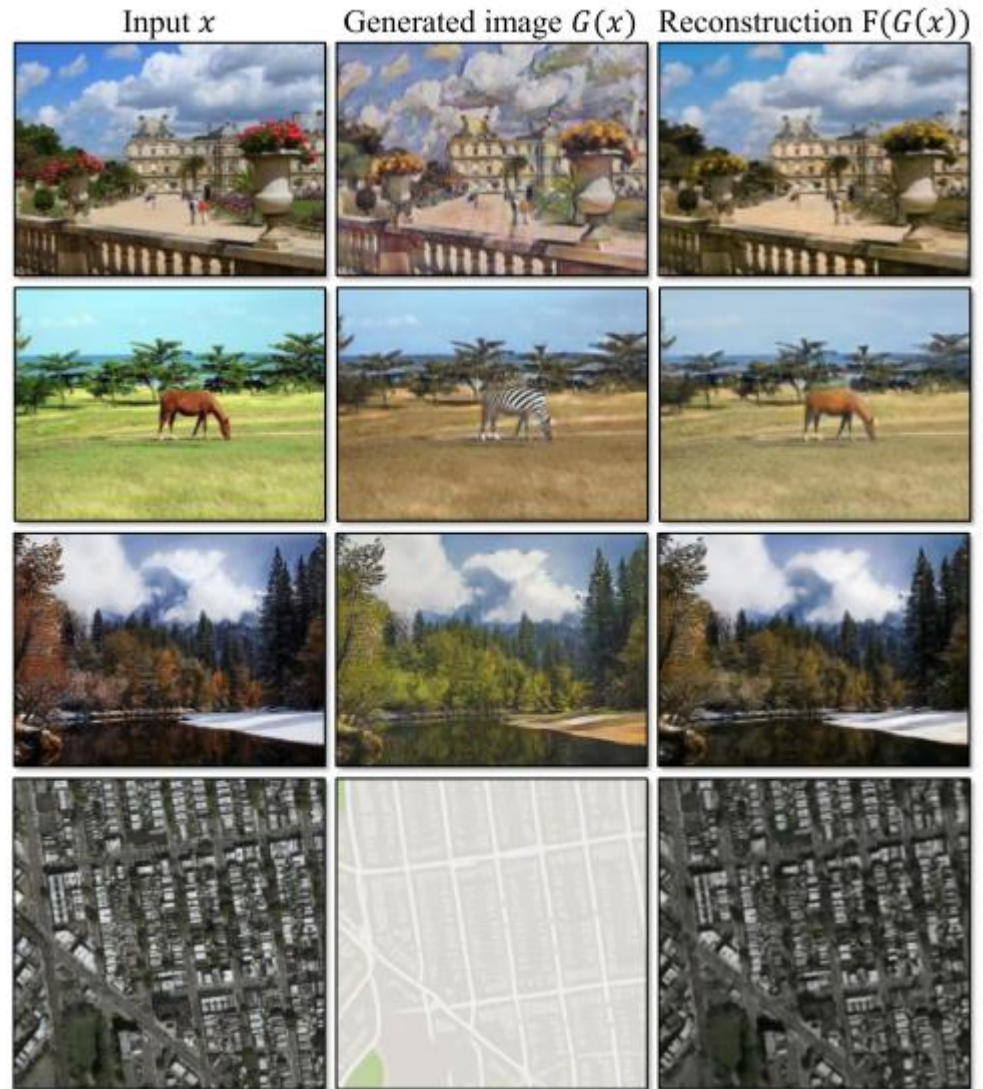 Input x Generated image G(x) Reconstruction F(G(x))